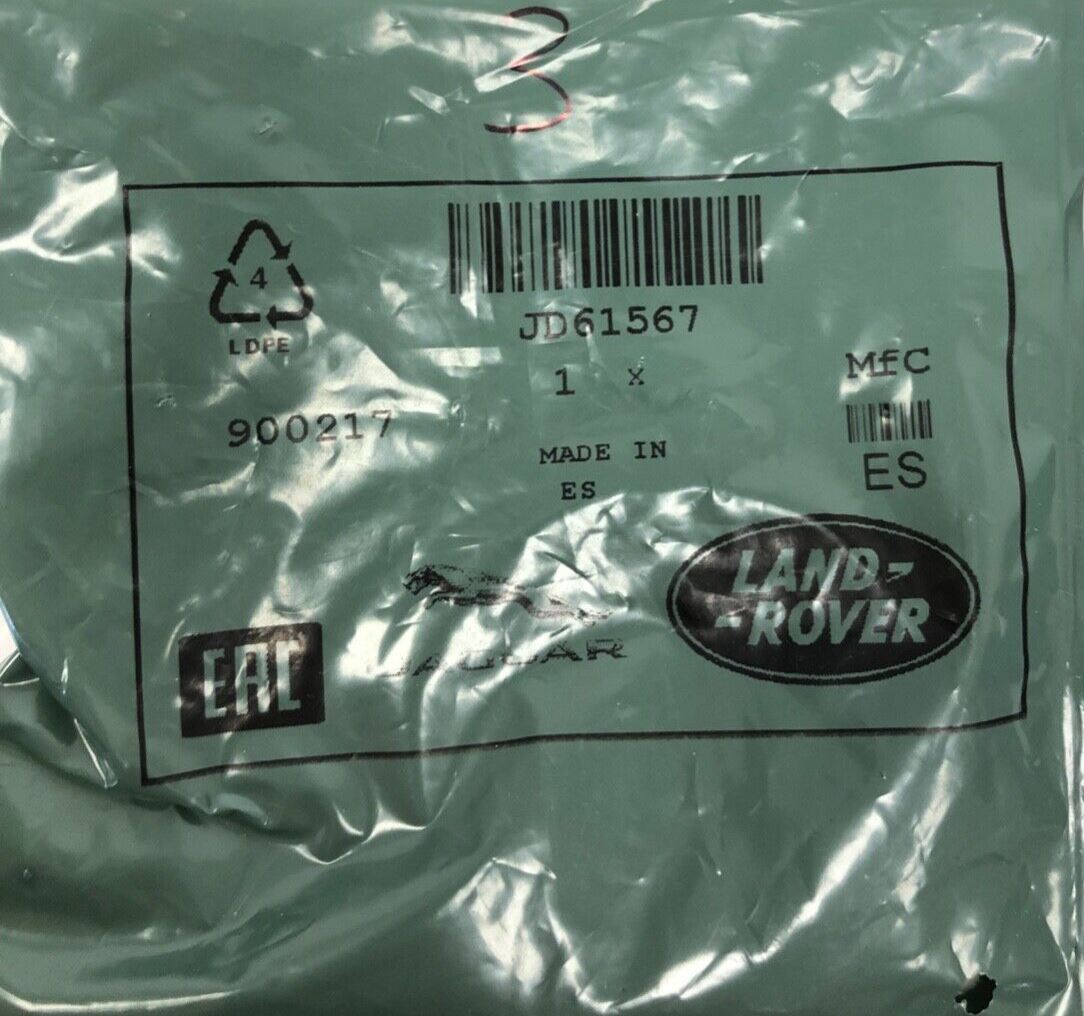 3
4
LDPE
JD61567
1 x
MfC
900217
MADE IN
ES
ES
LAND-
-ROVER
JAGUAR
EAC